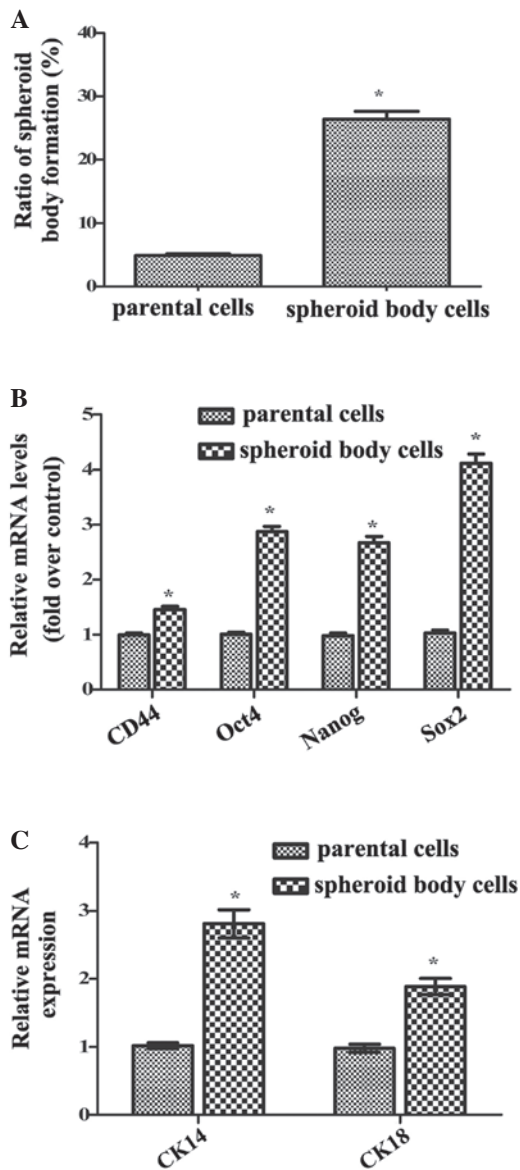 A
Ratio of spheroid
body formation (%)
40
30
20
10
0
*
parental cells
spheroid body cells
B
Relative mRNA levels
(fold over control)
5
4
3
2
1
0
parental cells
spheroid body cells
*
*
*
*
CD44
Oct4
Nanog
Sox2
C
Relative mRNA
expression
4
3
2
1
0
parental cells
spheroid body cells
*
*
CK14
CK18